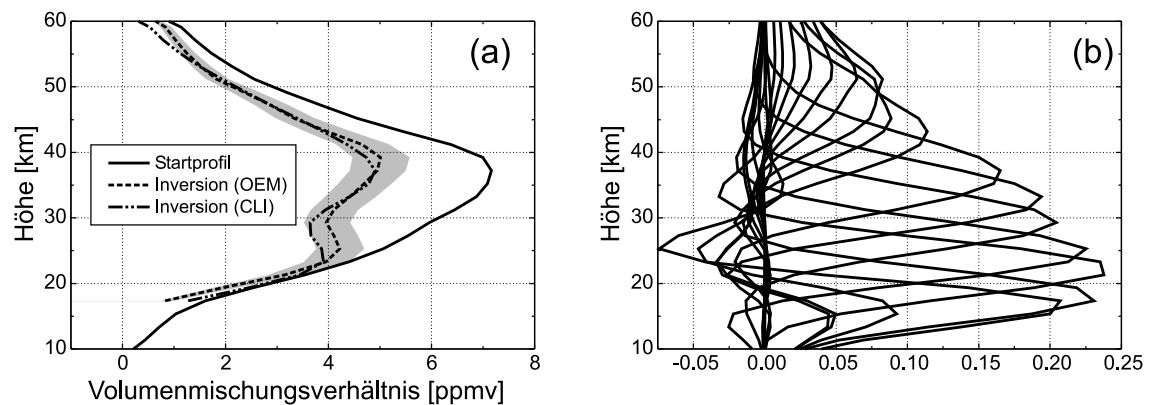 (a)
Höhe [km]
60
50
40
30
20
10
Startprofil
Inversion (OEM)
Inversion (CLI)
0 2 4 6 8
Volumenmischungsverhältnis [ppmv]
(b)
Höhe [km]
60
50
40
30
20
10
-0.05 0.00 0.05 0.10 0.15 0.20 0.25